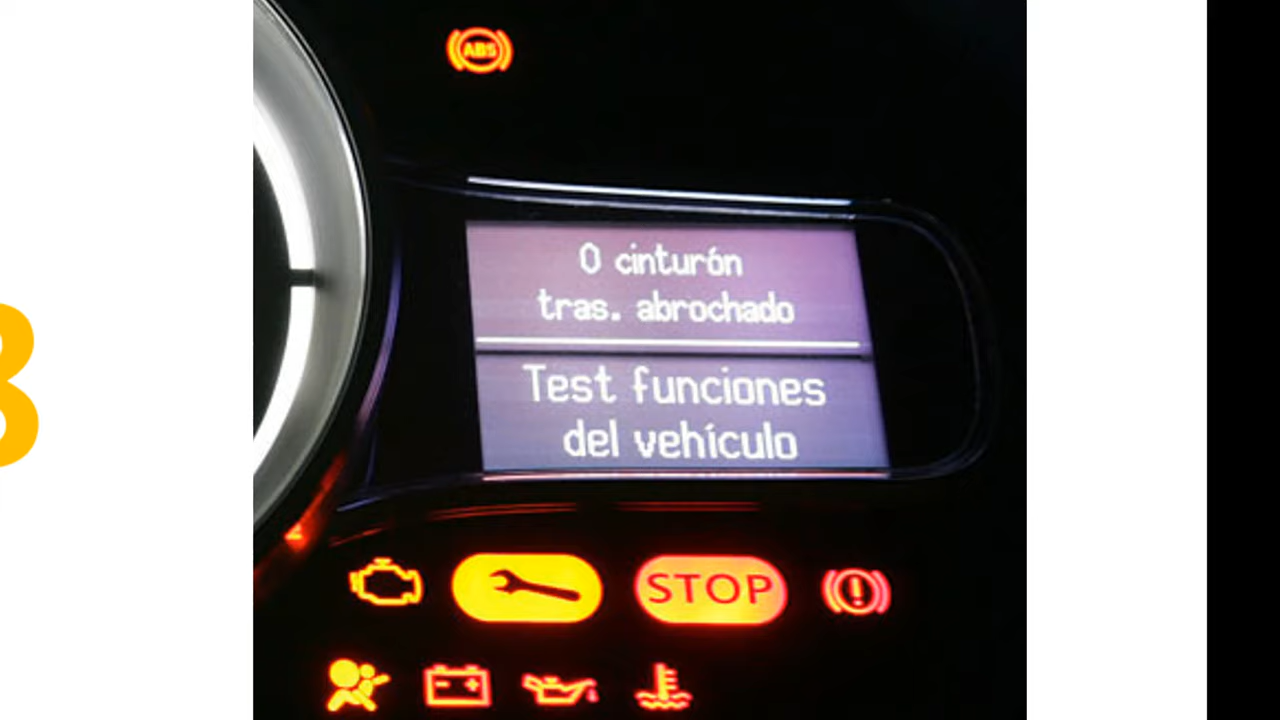 ABS
0 cinturón
tras. abrochado
Test funciones
del vehículo
STOP